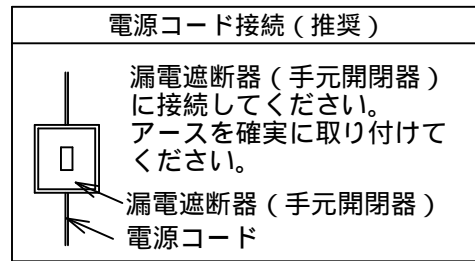 電源コード接続（推奨）
漏電遮断器（手元開閉器）
に接続してください。
アースを確実に取り付けて
ください。
漏電遮断器（手元開閉器）
電源コード